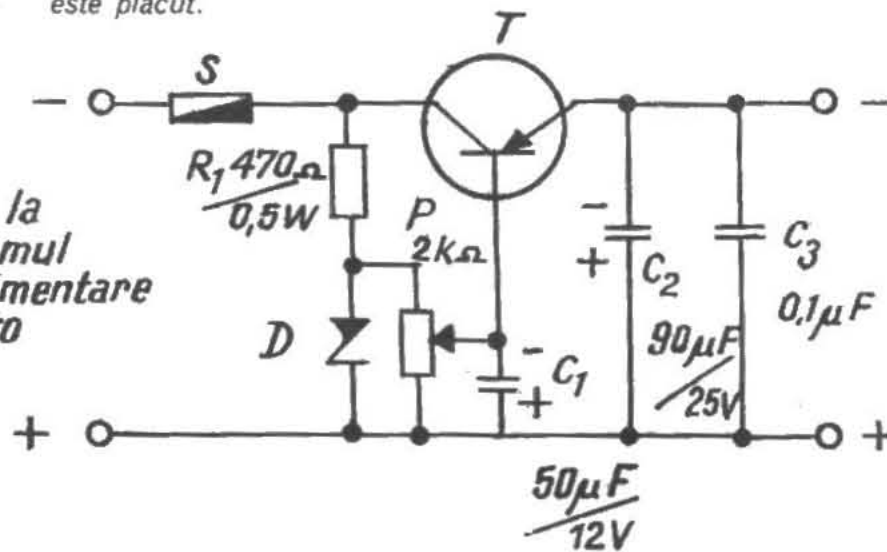 este plăcut.
T
− S −
R₁ 470Ω
0,5W
P
2kΩ
la
mul
mentare
− +
C₂
C₃
0,1µF
D
− +
C₁
90µF
25V
+ +
50µF
12V